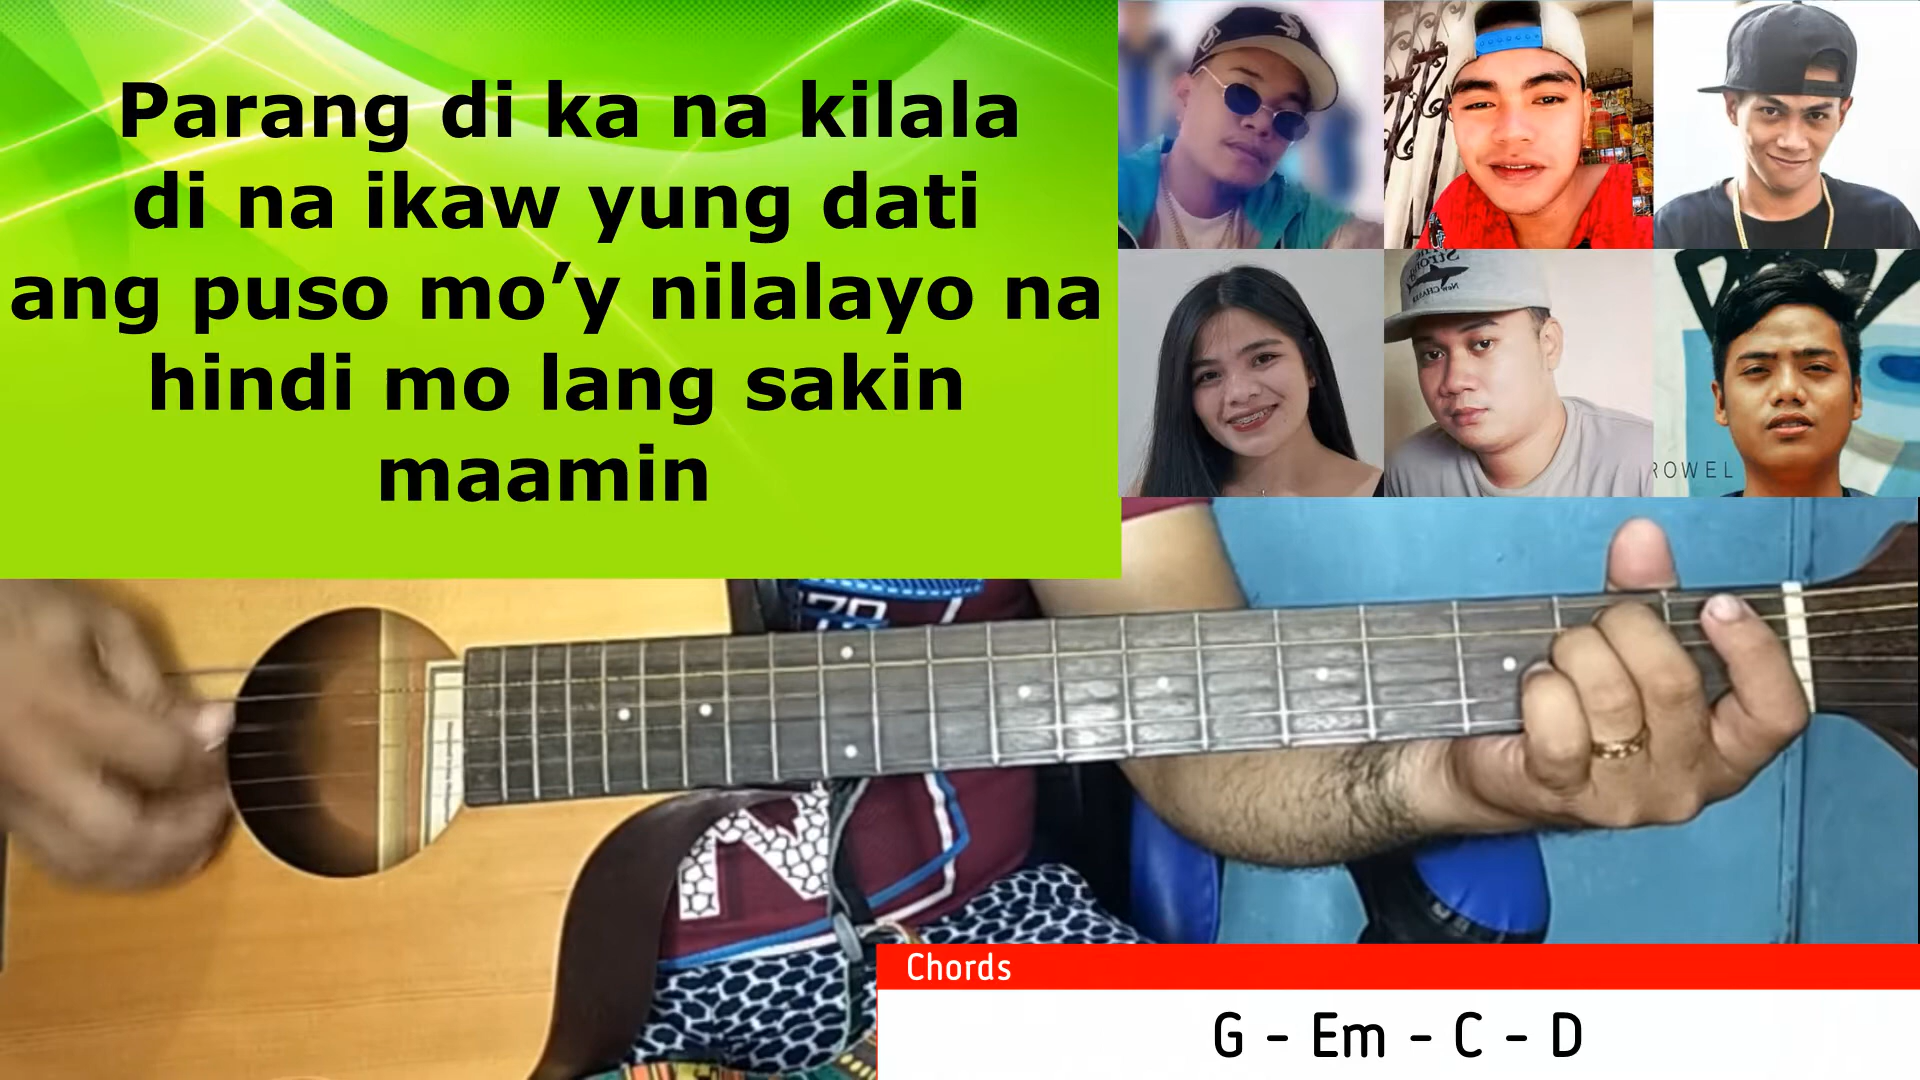 Parang di ka na kilala
di na ikaw yung dati
ang puso mo’y nilalayo na
hindi mo lang sakin
maamin
ROWEL
Chords
G - Em - C - D